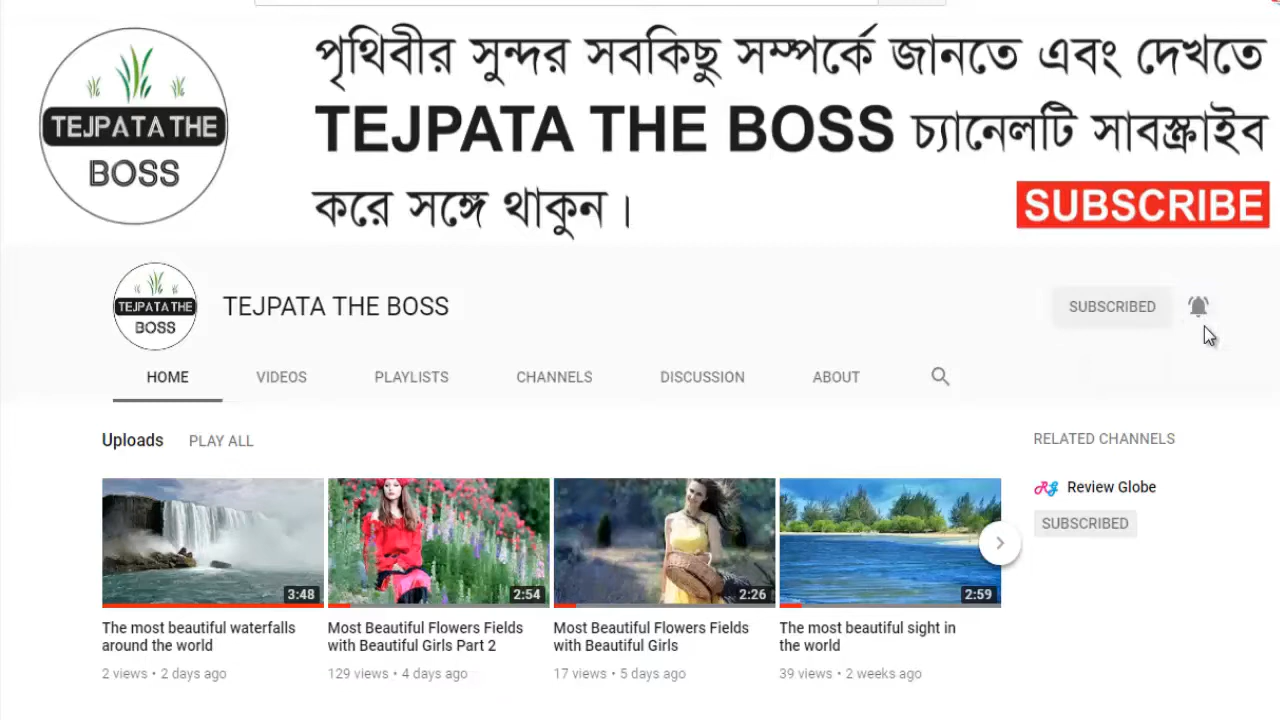 TEJPATA THE
BOSS
পৃথিবীর সুন্দর সবকিছু সম্পর্কে জানতে এবং দেখতে
TEJPATA THE BOSS চ্যানেলটি সাবস্ক্রাইব
করে সঙ্গে থাকুন।
SUBSCRIBE
TEJPATA THE
BOSS
TEJPATA THE BOSS
SUBSCRIBED
HOME VIDEOS PLAYLISTS CHANNELS DISCUSSION ABOUT
Uploads PLAY ALL
RELATED CHANNELS
RG Review Globe
SUBSCRIBED
3:48
2:54
2:26
2:59
The most beautiful waterfalls
around the world
2 views • 2 days ago
Most Beautiful Flowers Fields
with Beautiful Girls Part 2
129 views • 4 days ago
Most Beautiful Flowers Fields
with Beautiful Girls
17 views • 5 days ago
The most beautiful sight in
the world
39 views • 2 weeks ago